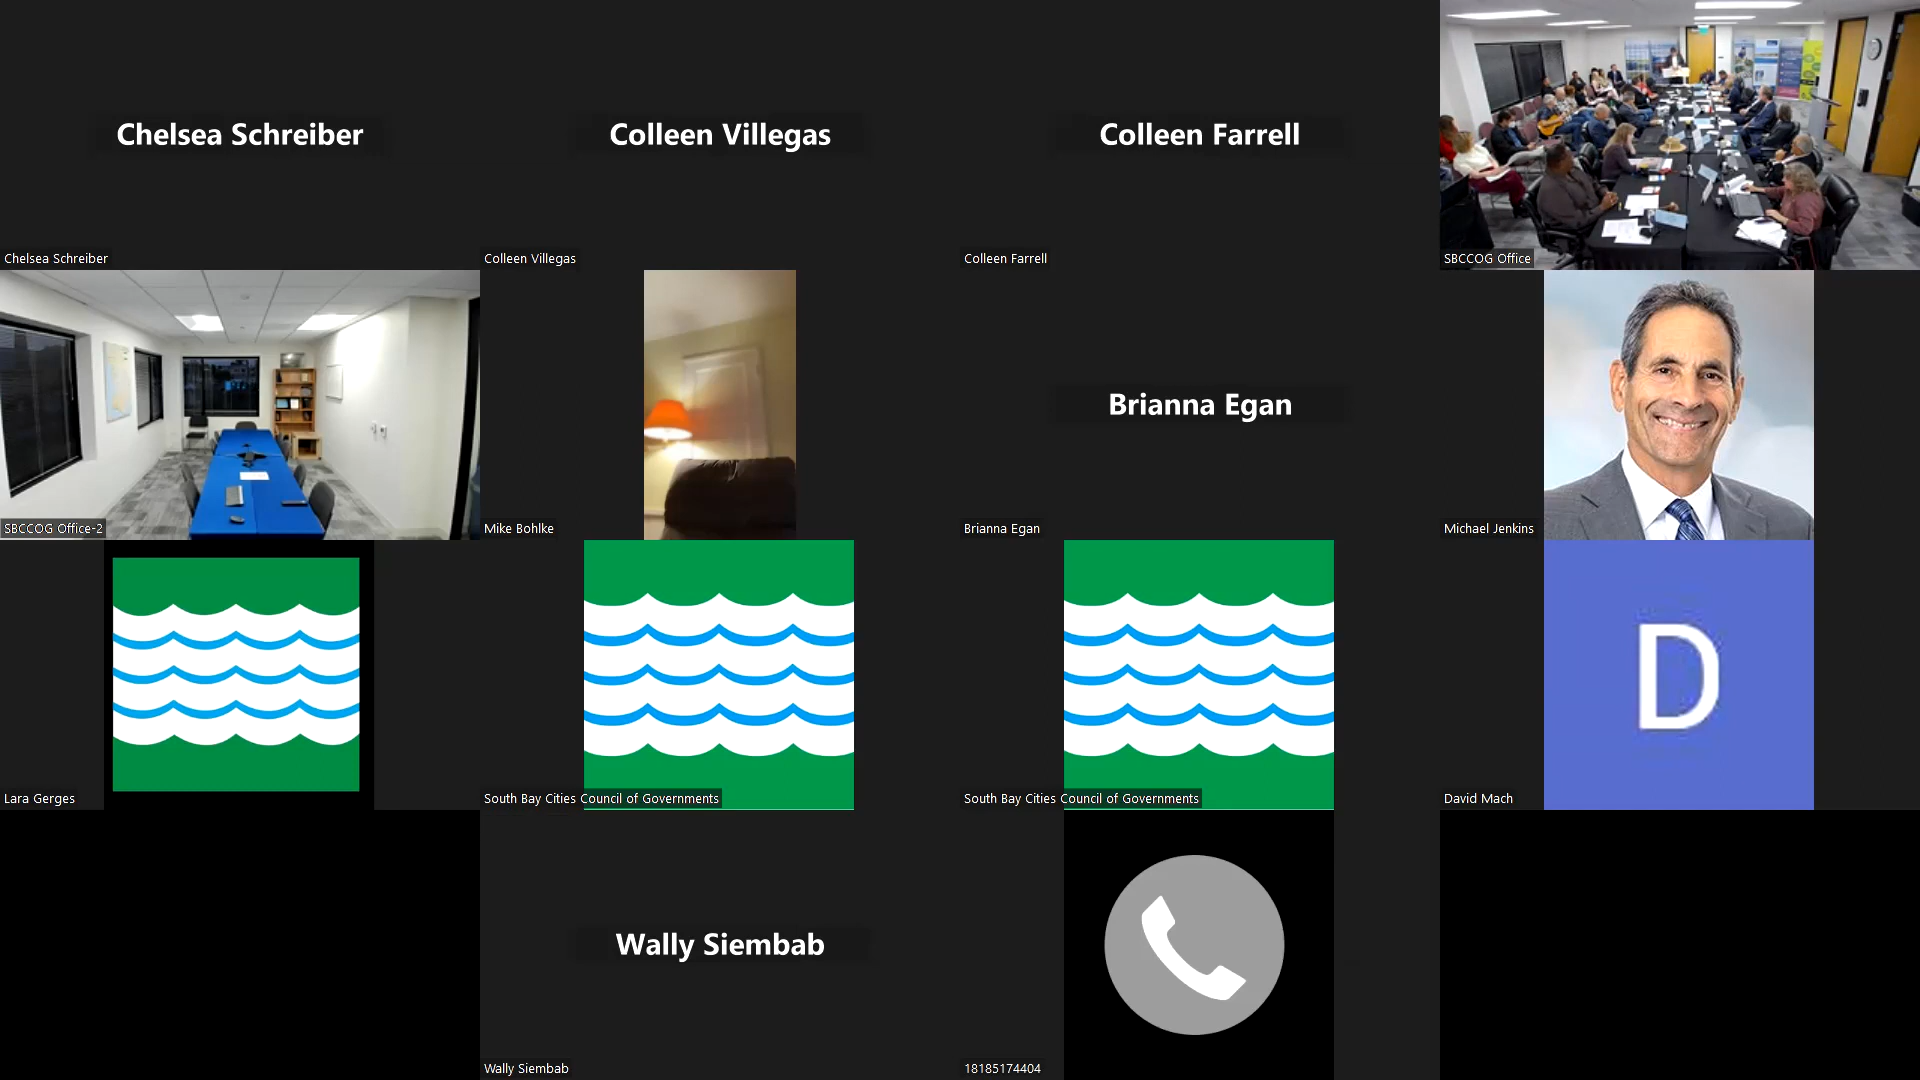 Chelsea Schreiber
Colleen Villegas
Colleen Farrell
Chelsea Schreiber
Colleen Villegas
Colleen Farrell
SBCCOG Office
Brianna Egan
SBCCOG Office-2
Mike Bohlke
Brianna Egan
Michael Jenkins
D
Lara Gerges
South Bay Cities Council of Governments
South Bay Cities Council of Governments
David Mach
Wally Siembab
Wally Siembab
18185174404